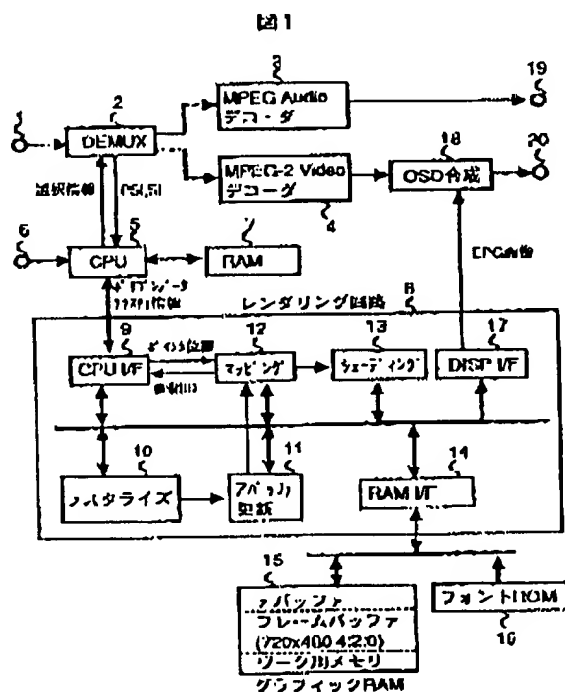 図1
3
19
1
2
MPEG Audio
デコーダ
DEMUX
18
20
MPEG-2 Video
デコーダ
OSD合成
選択情報
PSI,SI
4
6
5
7
CPU
RAM
EPG画像
ポリゴンデータ
テクスチャ情報
レンダリング回路
8
9
ポインタ位置
12
13
17
CPU I/F
マッピング
シェーディング
DISP I/F
10
11
14
ラスタライズ
Zバッファ
更新
RAM I/F
15
Zバッファ
フレームバッファ
フォントROM
(720x480 4:2:0)
16
ワーク用メモリ
グラフィックRAM